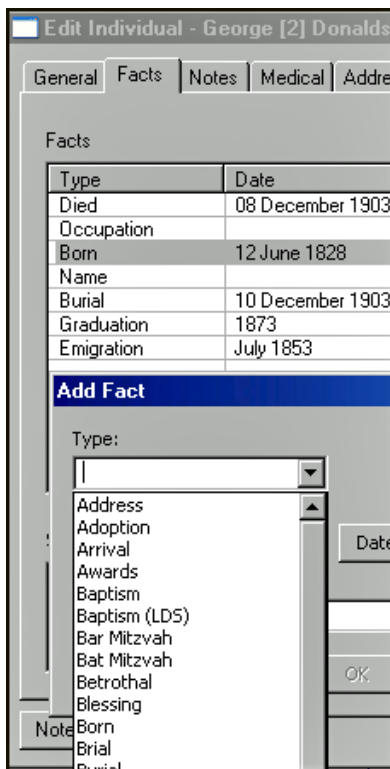 Edit Individual - George [2] Donalds
General Facts Notes Medical Addre
Facts
Type Date
Died 08 December 1903
Occupation
Born 12 June 1828
Name
Burial 10 December 1903
Graduation 1873
Emigration July 1853
Add Fact
Type:
Address
Adoption
Arrival
Awards
Date
Baptism
Baptism (LDS)
Bar Mitzvah
Bat Mitzvah
Betrothal
OK
Blessing
Note
Born
Brial
Burial